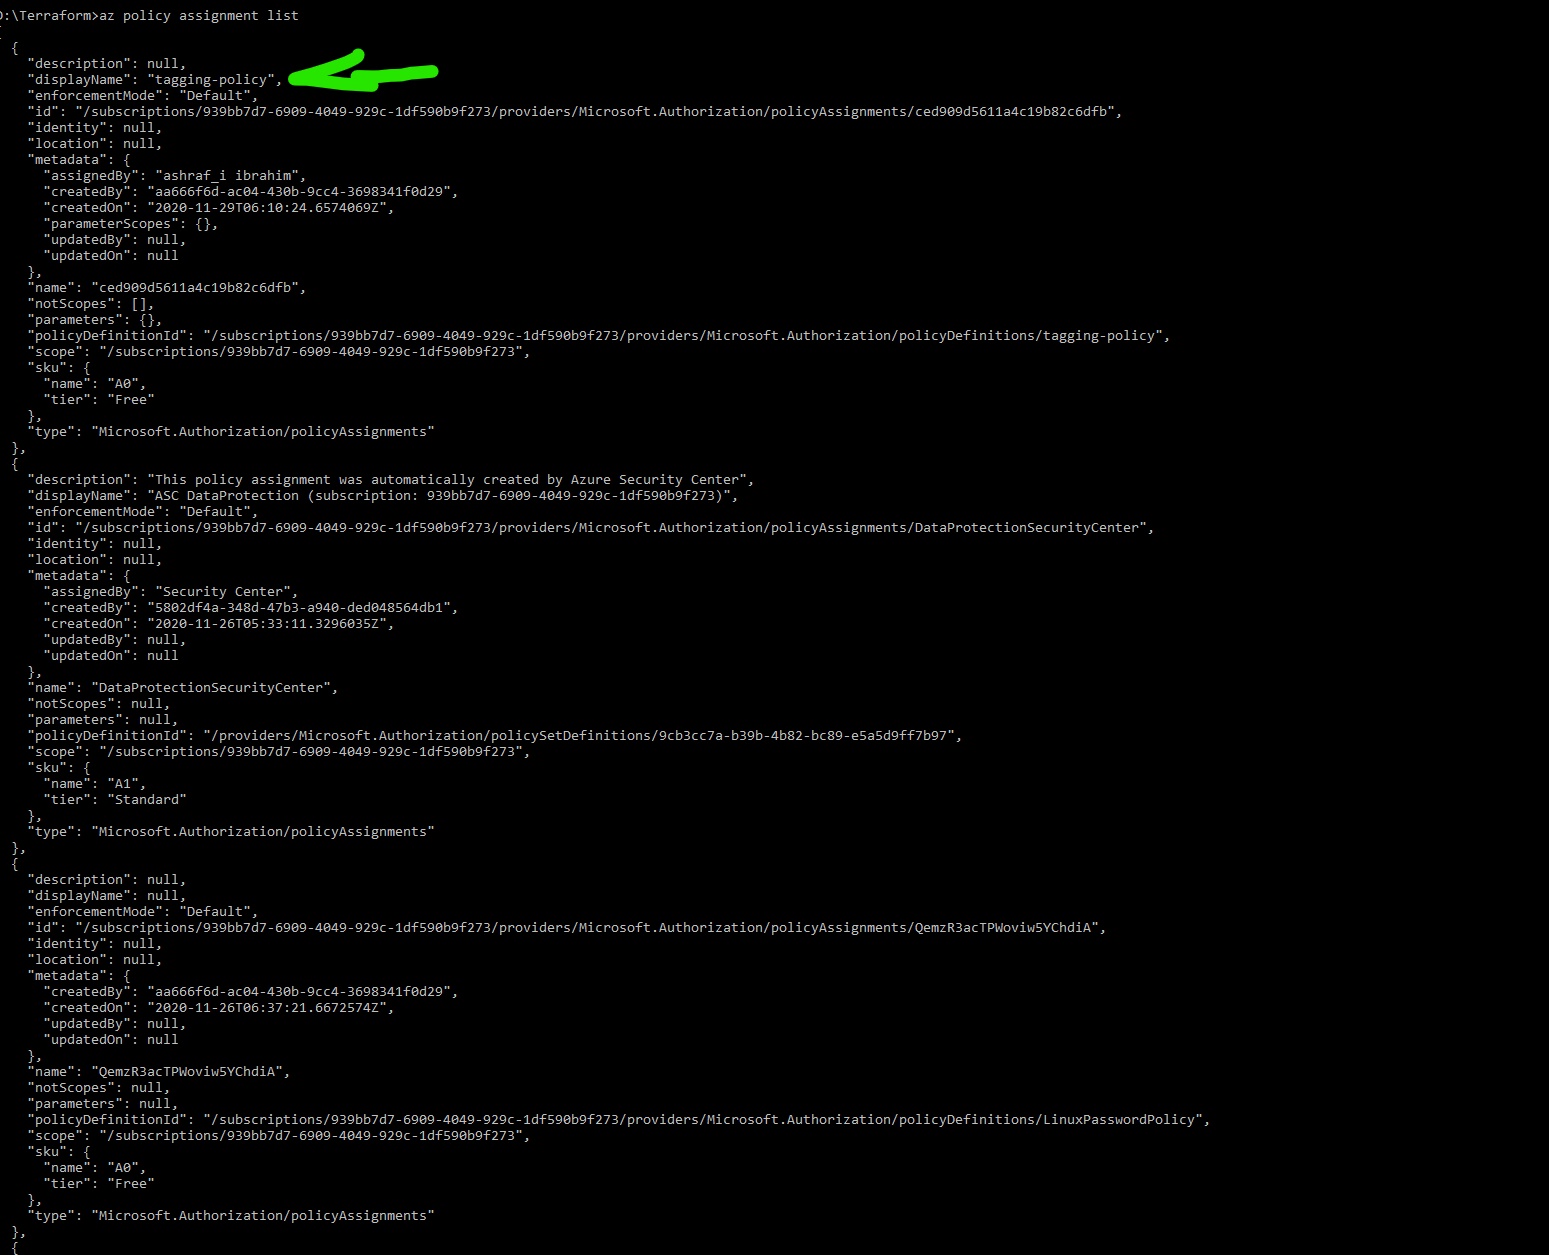 D:\Terraform>az policy assignment list
[
{
"description": null,
"displayName": "tagging-policy",
"enforcementMode": "Default",
"id": "/subscriptions/939bb7d7-6909-4049-929c-1df590b9f273/providers/Microsoft.Authorization/policyAssignments/ced909d5611a4c19b82c6dfb",
"identity": null,
"location": null,
"metadata": {
"assignedBy": "ashraf_i ibrahim",
"createdBy": "aa666f6d-ac04-430b-9cc4-3698341f0d29",
"createdOn": "2020-11-29T06:10:24.6574069Z",
"parameterScopes": {},
"updatedBy": null,
"updatedOn": null
},
"name": "ced909d5611a4c19b82c6dfb",
"notScopes": [],
"parameters": {},
"policyDefinitionId": "/subscriptions/939bb7d7-6909-4049-929c-1df590b9f273/providers/Microsoft.Authorization/policyDefinitions/tagging-policy",
"scope": "/subscriptions/939bb7d7-6909-4049-929c-1df590b9f273",
"sku": {
"name": "A0",
"tier": "Free"
},
"type": "Microsoft.Authorization/policyAssignments"
},
{
"description": "This policy assignment was automatically created by Azure Security Center",
"displayName": "ASC DataProtection (subscription: 939bb7d7-6909-4049-929c-1df590b9f273)",
"enforcementMode": "Default",
"id": "/subscriptions/939bb7d7-6909-4049-929c-1df590b9f273/providers/Microsoft.Authorization/policyAssignments/DataProtectionSecurityCenter",
"identity": null,
"location": null,
"metadata": {
"assignedBy": "Security Center",
"createdBy": "5802df4a-348d-47b3-a940-ded048564db1",
"createdOn": "2020-11-26T05:33:11.3296035Z",
"updatedBy": null,
"updatedOn": null
},
"name": "DataProtectionSecurityCenter",
"notScopes": null,
"parameters": null,
"policyDefinitionId": "/providers/Microsoft.Authorization/policySetDefinitions/9cb3cc7a-b39b-4b82-bc89-e5a5d9ff7b97",
"scope": "/subscriptions/939bb7d7-6909-4049-929c-1df590b9f273",
"sku": {
"name": "A1",
"tier": "Standard"
},
"type": "Microsoft.Authorization/policyAssignments"
},
{
"description": null,
"displayName": null,
"enforcementMode": "Default",
"id": "/subscriptions/939bb7d7-6909-4049-929c-1df590b9f273/providers/Microsoft.Authorization/policyAssignments/QemzR3acTPWoviw5YChdiA",
"identity": null,
"location": null,
"metadata": {
"createdBy": "aa666f6d-ac04-430b-9cc4-3698341f0d29",
"createdOn": "2020-11-26T06:37:21.6672574Z",
"updatedBy": null,
"updatedOn": null
},
"name": "QemzR3acTPWoviw5YChdiA",
"notScopes": null,
"parameters": null,
"policyDefinitionId": "/subscriptions/939bb7d7-6909-4049-929c-1df590b9f273/providers/Microsoft.Authorization/policyDefinitions/LinuxPasswordPolicy",
"scope": "/subscriptions/939bb7d7-6909-4049-929c-1df590b9f273",
"sku": {
"name": "A0",
"tier": "Free"
},
"type": "Microsoft.Authorization/policyAssignments"
},
{